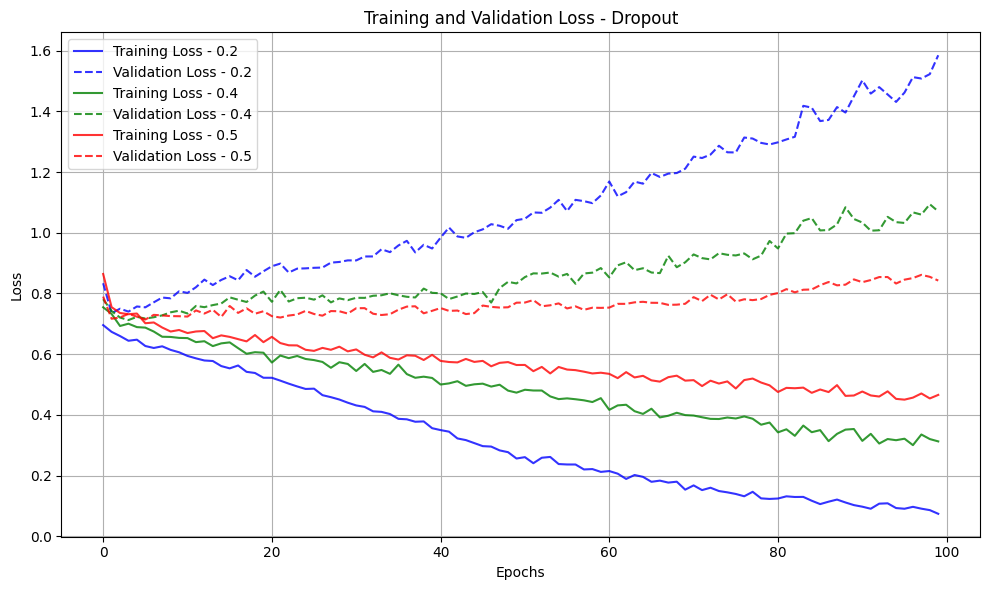 Training and Validation Loss - Dropout
Training Loss - 0.2
Validation Loss - 0.2
Training Loss - 0.4
Validation Loss - 0.4
Training Loss - 0.5
Validation Loss - 0.5
Loss
1.6
1.4
1.2
1.0
0.8
0.6
0.4
0.2
0.0
0 20 40 60 80 100
Epochs